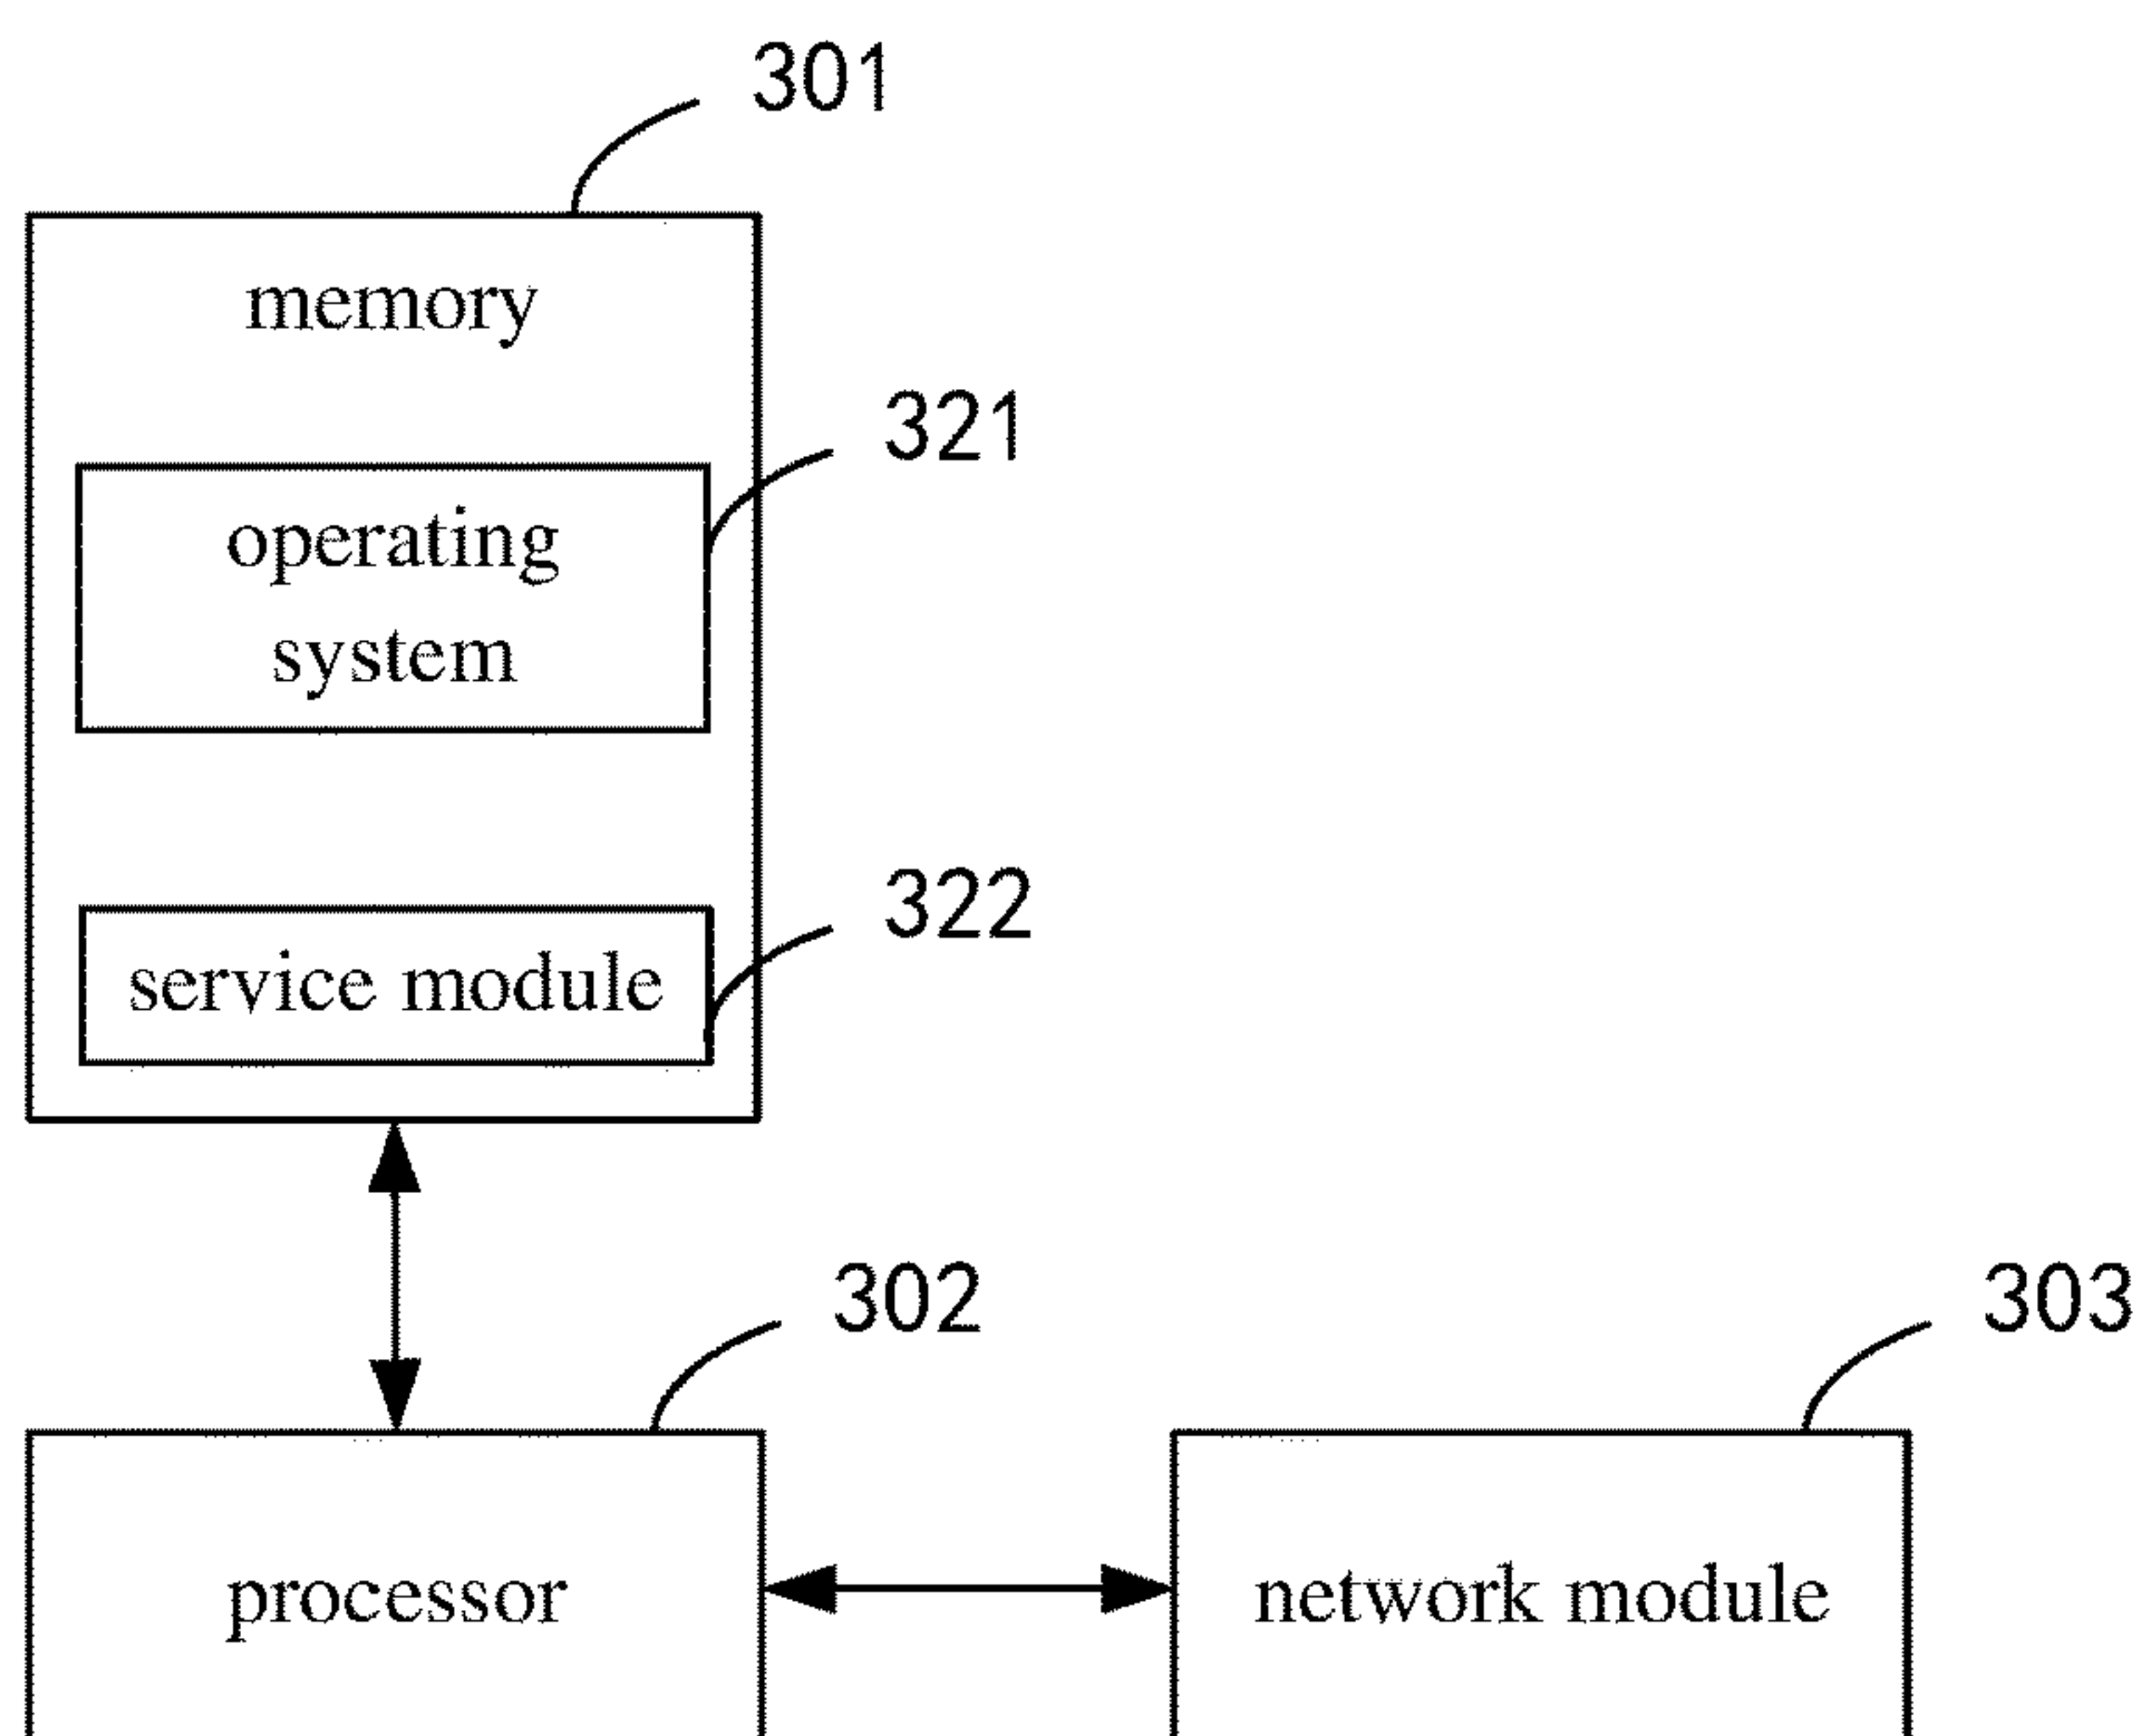 301
memory
321
operating
system
322
service module
302
303
processor
network module